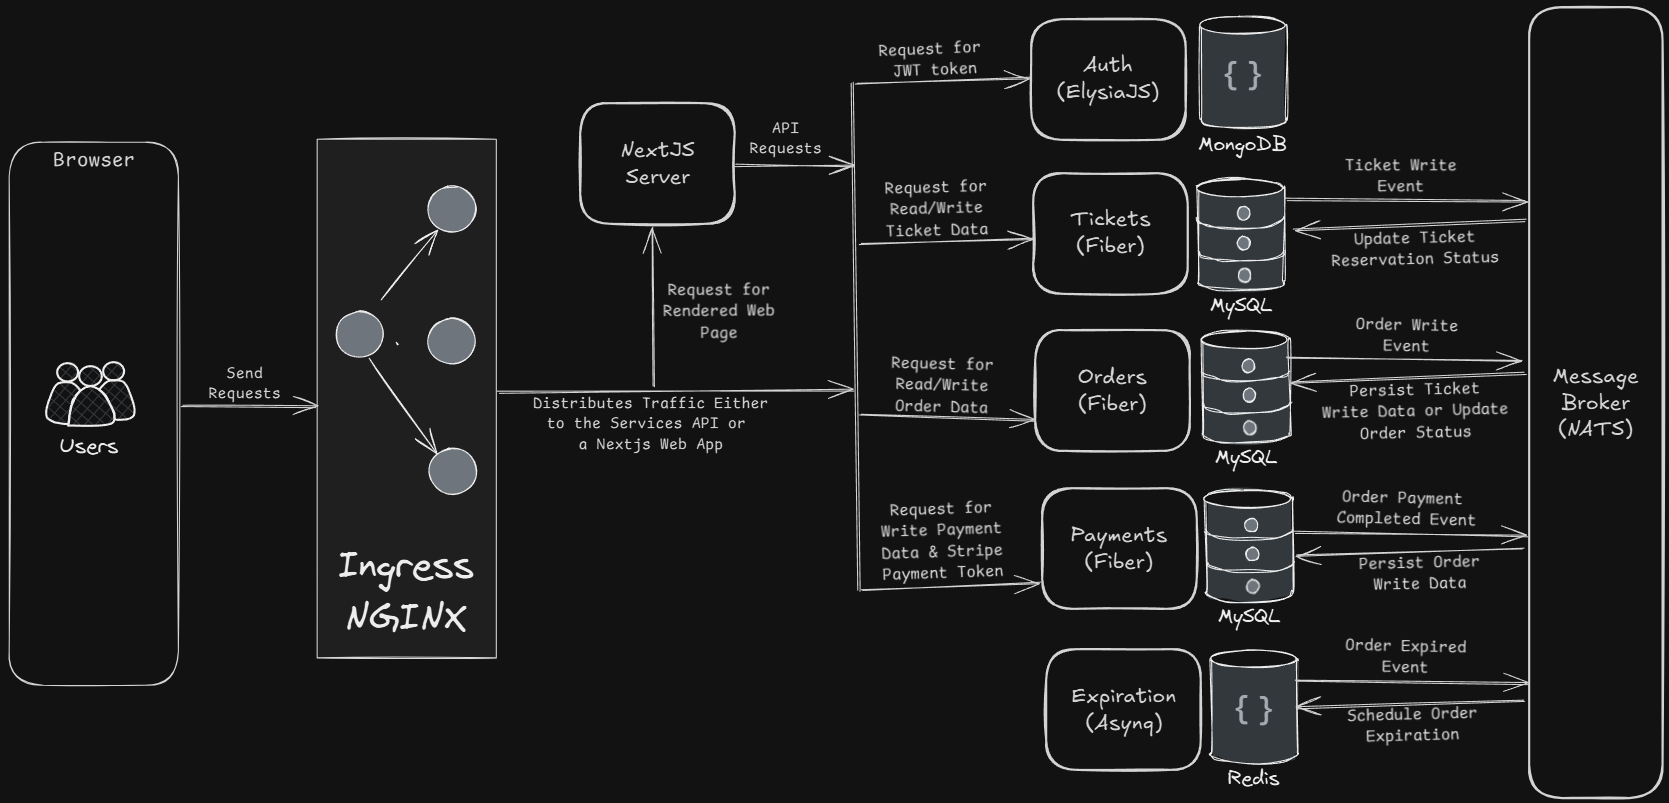 Browser
Users
Send
Requests
Ingress
NGINX
NextJS
Server
API
Requests
Request for
Rendered Web
Page
Distributes Traffic Either
to the Services API or
a Nextjs Web App
Request for
JWT token
Auth
(ElysiaJS)
{ }
MongoDB
Request for
Read/Write
Ticket Data
Tickets
(Fiber)
MySQL
Ticket Write
Event
Update Ticket
Reservation Status
Request for
Read/Write
Order Data
Orders
(Fiber)
MySQL
Order Write
Event
Persist Ticket
Write Data or Update
Order Status
Request for
Write Payment
Data & Stripe
Payment Token
Payments
(Fiber)
MySQL
Order Payment
Completed Event
Persist Order
Write Data
Expiration
(Asynq)
{ }
Redis
Order Expired
Event
Schedule Order
Expiration
Message
Broker
(NATS)